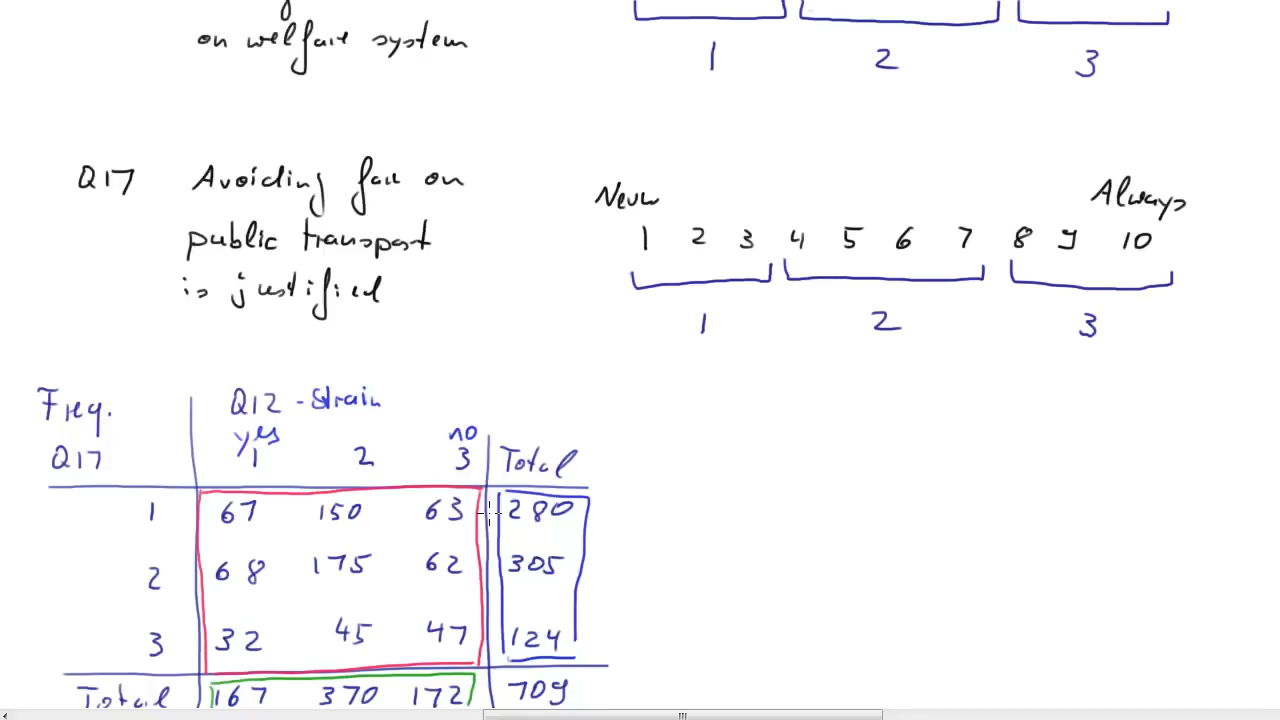 on welfare system
1 2 3
Q17 Avoiding fare on
public transport
is justified
Never Always
1 2 3 4 5 6 7 8 9 10
1 2 3
Freq. Q12 - Strain
yes no
Q17 1 2 3 Total
1 67 150 63 280
2 68 175 62 305
3 32 45 47 124
Total 167 370 172 709